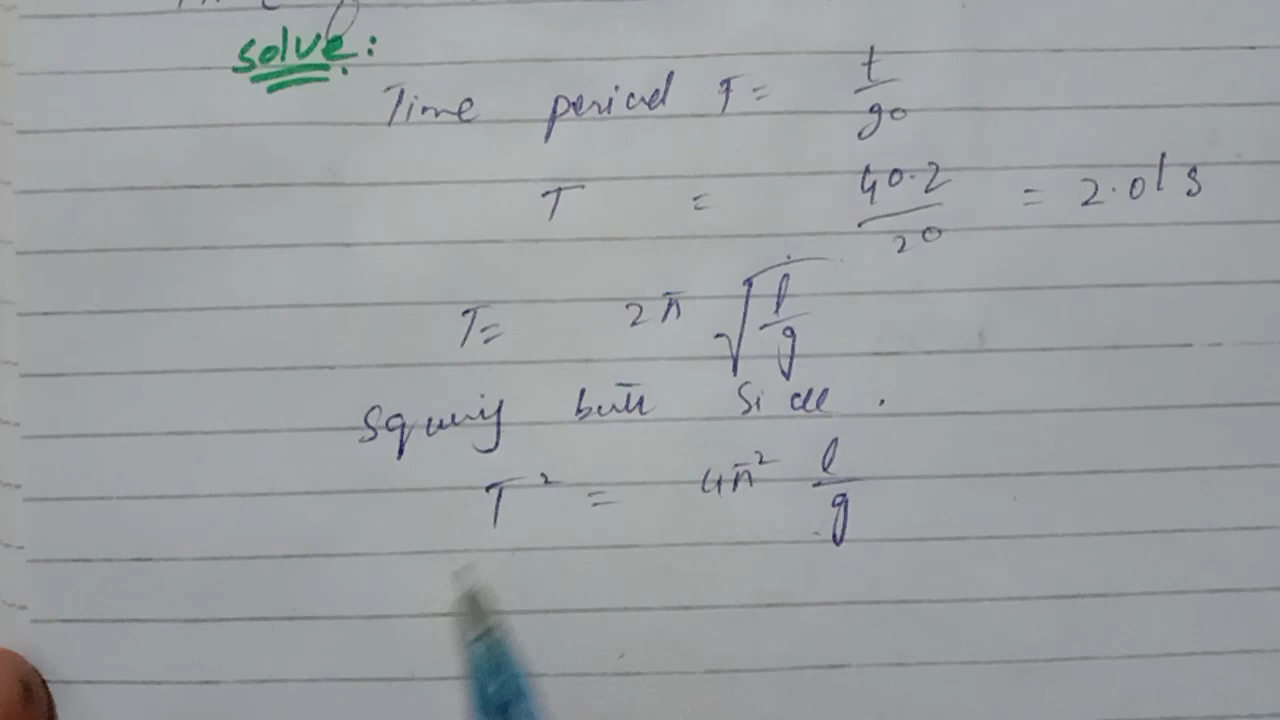 solve:
Time period T = t/20
T = 40.2/20 = 2.01 s
T = 2π √(l/g)
Squaring both side.
T² = 4π² l/g